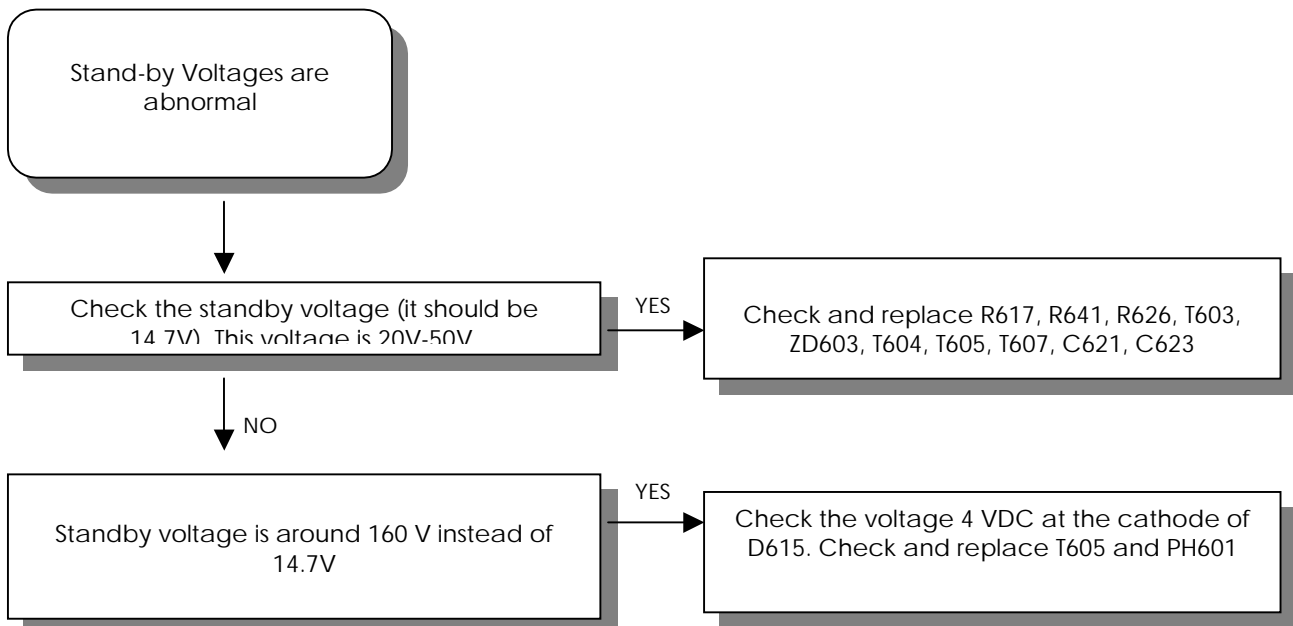 Stand-by Voltages are
abnormal
Check the standby voltage (it should be
14.7V). This voltage is 20V-50V
YES
Check and replace R617, R641, R626, T603,
ZD603, T604, T605, T607, C621, C623
NO
Standby voltage is around 160 V instead of
14.7V
YES
Check the voltage 4 VDC at the cathode of
D615. Check and replace T605 and PH601